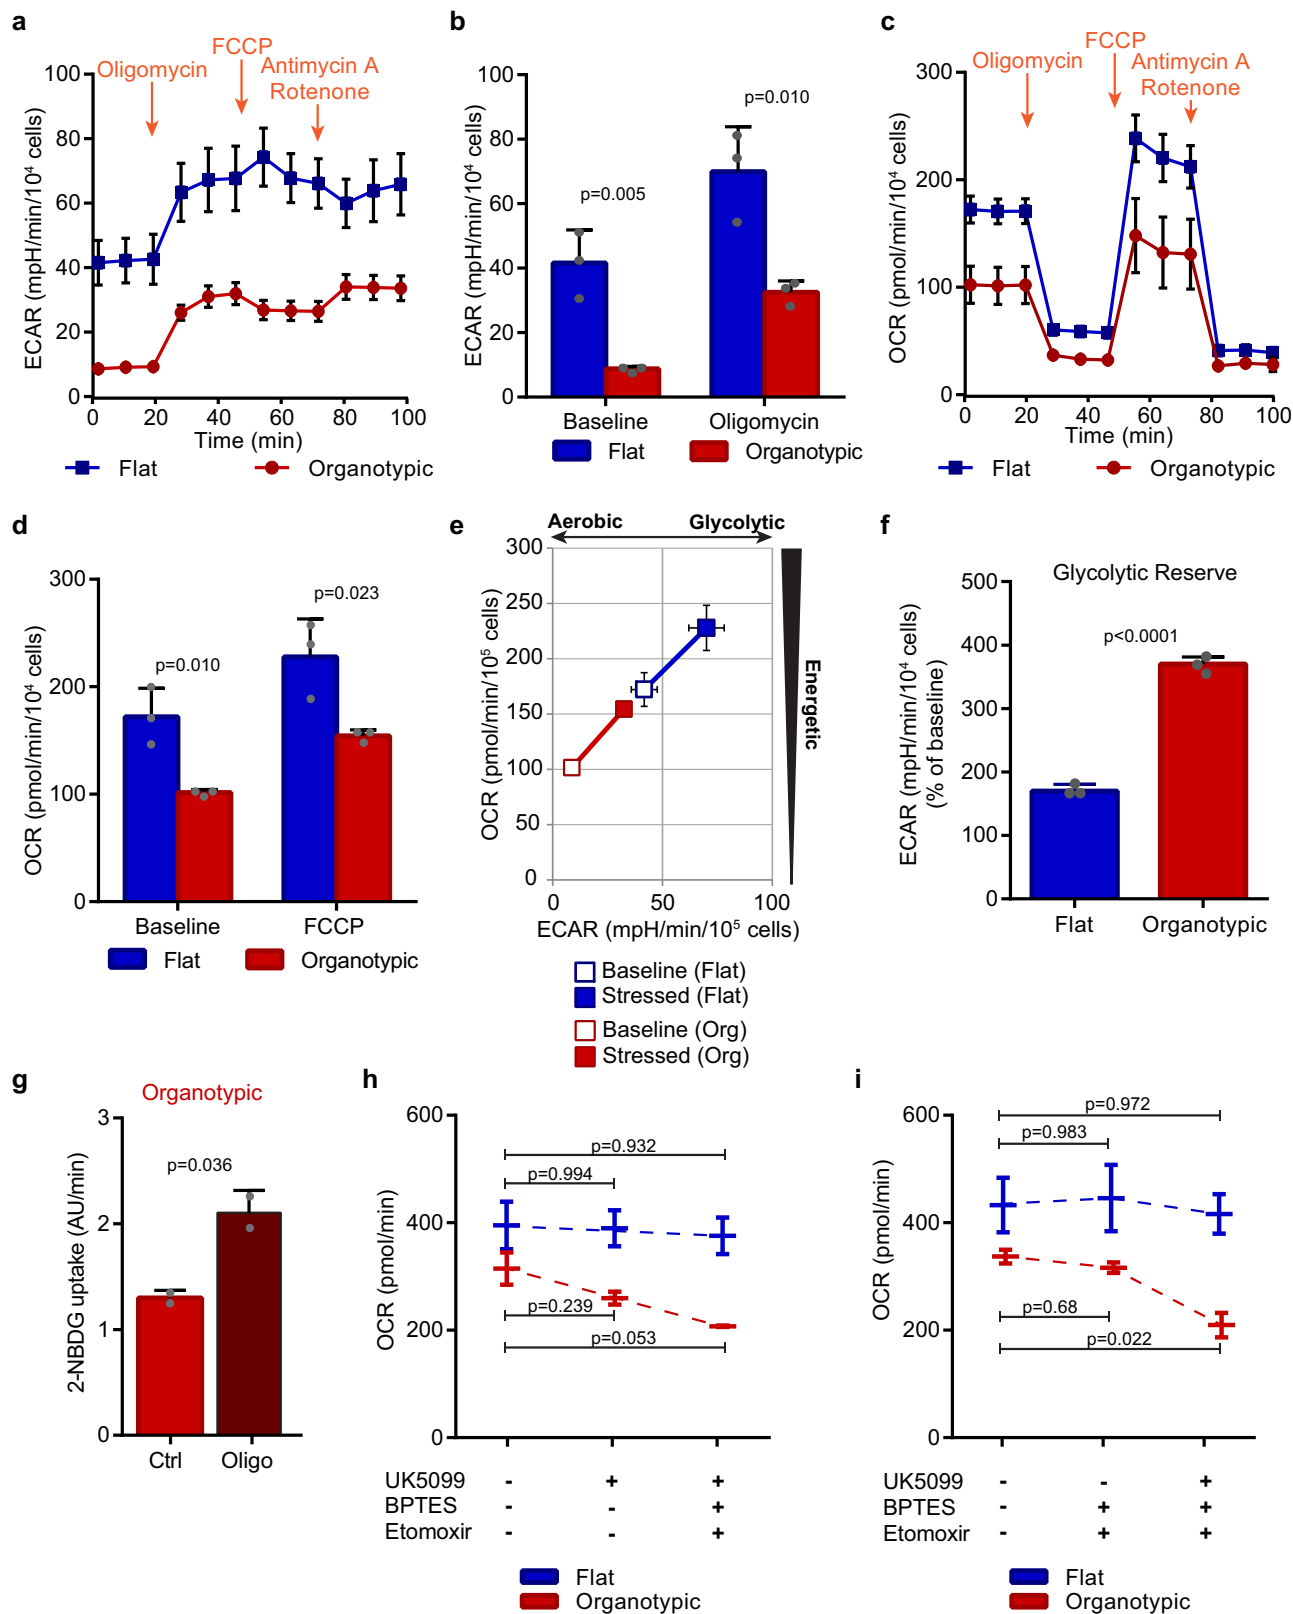 a
Oligomycin
FCCP
Antimycin A
Rotenone
ECAR (mpH/min/10⁴ cells)
100
80
60
40
20
0
0 20 40 60 80 100
Time (min)
Flat Organotypic
b
ECAR (mpH/min/10⁴ cells)
100
80
60
40
20
0
p=0.005
p=0.010
Baseline Oligomycin
Flat Organotypic
c
Oligomycin
FCCP
Antimycin A
Rotenone
OCR (pmol/min/10⁴ cells)
300
200
100
0
0 20 40 60 80 100
Time (min)
Flat Organotypic
d
OCR (pmol/min/10⁴ cells)
300
200
100
0
p=0.010
p=0.023
Baseline FCCP
Flat Organotypic
e
Aerobic Glycolytic
Energetic
OCR (pmol/min/10⁵ cells)
300
250
200
150
100
50
0
0 50 100
ECAR (mpH/min/10⁵ cells)
Baseline (Flat)
Stressed (Flat)
Baseline (Org)
Stressed (Org)
f
Glycolytic Reserve
ECAR (mpH/min/10⁴ cells)
(% of baseline)
500
400
300
200
100
0
p<0.0001
Flat Organotypic
g
Organotypic
2-NBDG uptake (AU/min)
3
2
1
0
p=0.036
Ctrl Oligo
h
OCR (pmol/min)
600
400
200
0
p=0.932
p=0.994
p=0.239
p=0.053
UK5099 - + +
BPTES - - +
Etomoxir - - +
Flat
Organotypic
i
OCR (pmol/min)
600
400
200
0
p=0.972
p=0.983
p=0.68
p=0.022
UK5099 - - +
BPTES - + +
Etomoxir - + +
Flat
Organotypic